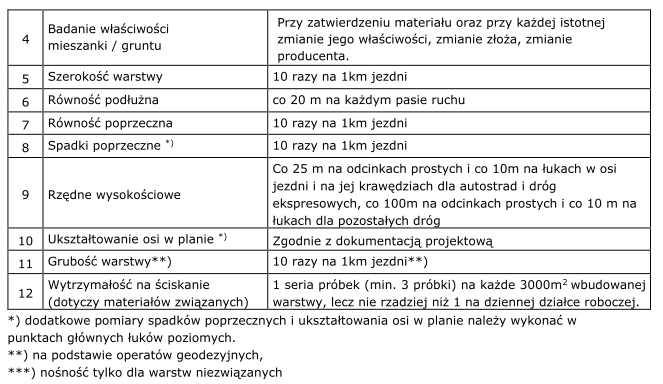 4 Badanie właściwości mieszanki / gruntu Przy zatwierdzeniu materiału oraz przy każdej istotnej
zmianie jego właściwości, zmianie złoża, zmianie
producenta.
5 Szerokość warstwy 10 razy na 1km jezdni
6 Równość podłużna co 20 m na każdym pasie ruchu
7 Równość poprzeczna 10 razy na 1km jezdni
8 Spadki poprzeczne *) 10 razy na 1km jezdni
9 Rzędne wysokościowe Co 25 m na odcinkach prostych i co 10m na łukach w osi
jezdni i na jej krawędziach dla autostrad i dróg
ekspresowych, co 100m na odcinkach prostych i co 10 m na
łukach dla pozostałych dróg
10 Ukształtowanie osi w planie *) Zgodnie z dokumentacją projektową
11 Grubość warstwy**) 10 razy na 1km jezdni**)
12 Wytrzymałość na ściskanie
(dotyczy materiałów związanych) 1 seria próbek (min. 3 próbki) na każde 3000m² wbudowanej
warstwy, lecz nie rzadziej niż 1 na dziennej działce roboczej.
*) dodatkowe pomiary spadków poprzecznych i ukształtowania osi w planie należy wykonać w
punktach głównych łuków poziomych.
**) na podstawie operatów geodezyjnych,
***) nośność tylko dla warstw niezwiązanych